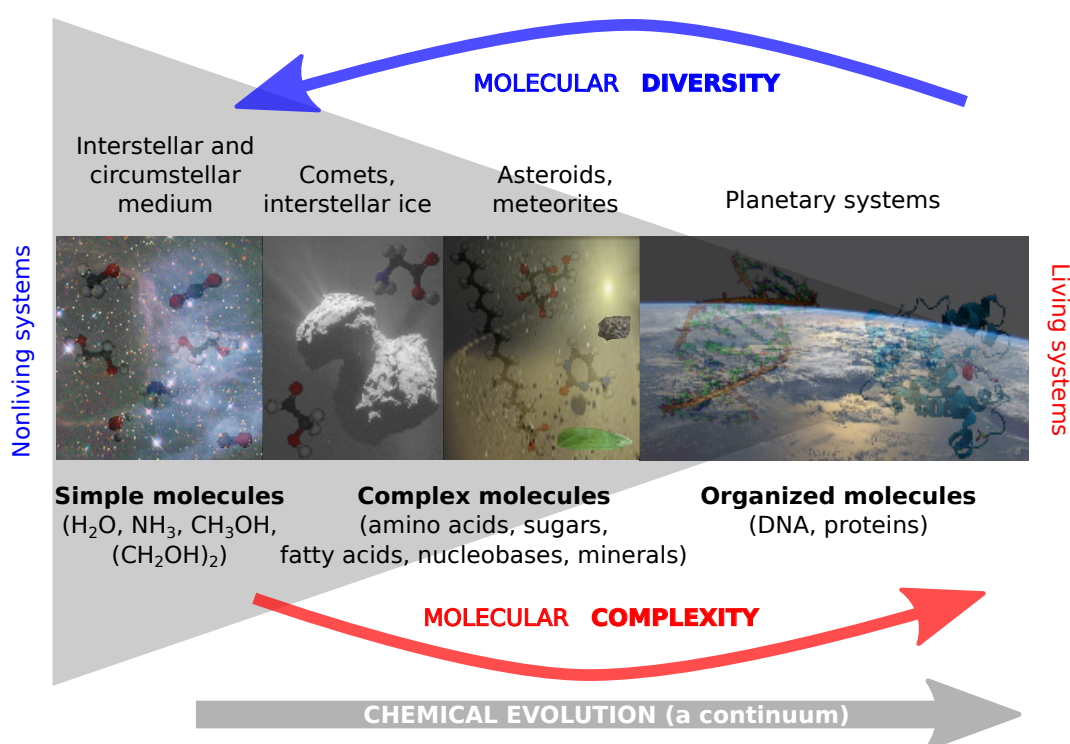 MOLECULAR DIVERSITY
Interstellar and
circumstellar
medium
Comets,
interstellar ice
Asteroids,
meteorites
Planetary systems
Nonliving systems
Living systems
Simple molecules
(H₂O, NH₃, CH₃OH,
(CH₂OH)₂)
Complex molecules
(amino acids, sugars,
fatty acids, nucleobases, minerals)
Organized molecules
(DNA, proteins)
MOLECULAR COMPLEXITY
CHEMICAL EVOLUTION (a continuum)